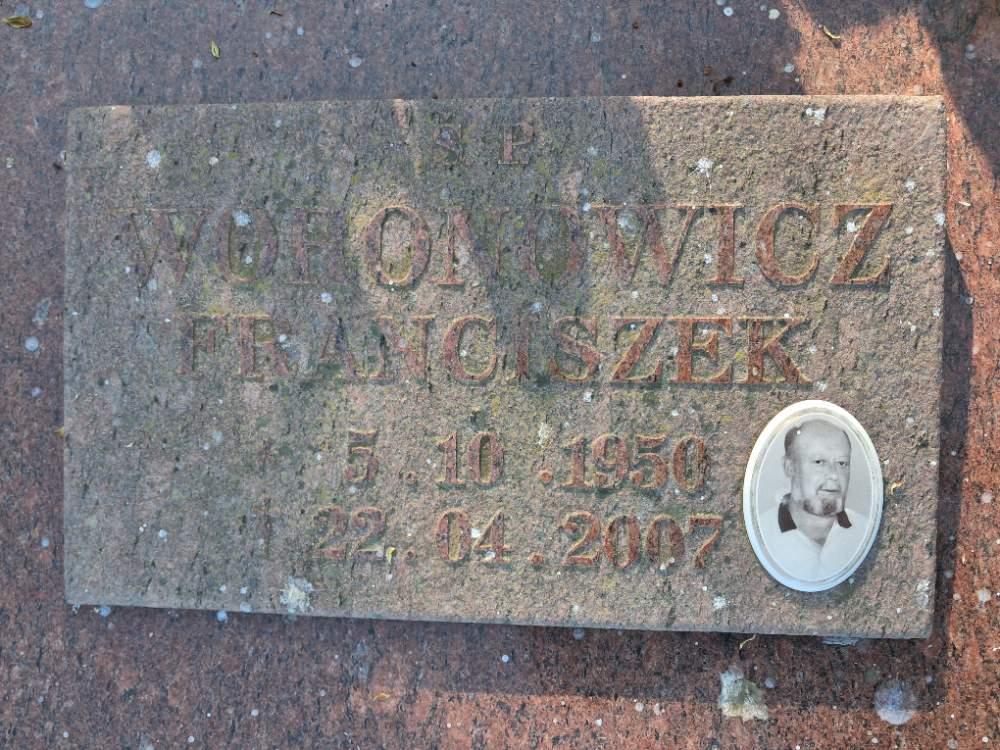 Ś P
WORONOWICZ
FRANCISZEK
5 . 10 . 1950
22 . 04 . 2007